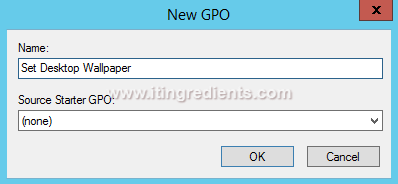 New GPO
x
Name:
Set Desktop Wallpaper
Source Starter GPO:
www.itingredients.com
(none)
OK
Cancel